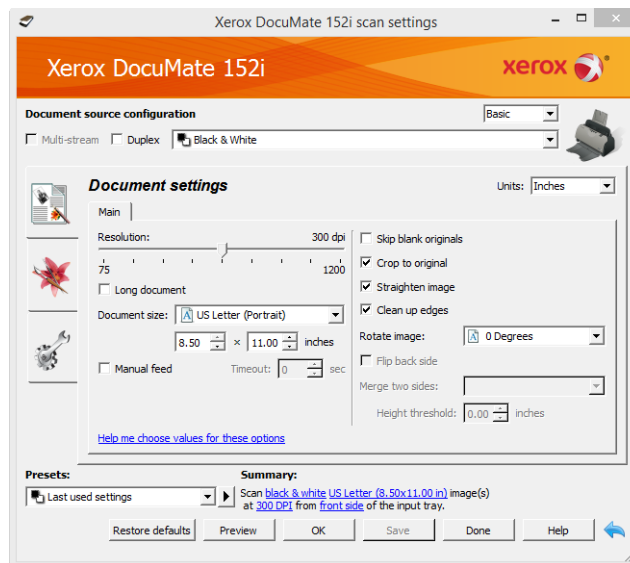 Xerox DocuMate 152i scan settings
Xerox DocuMate 152i
xerox
Document source configuration
Basic
Multi-stream Duplex Black & White
Document settings
Units: Inches
Main
Resolution: 300 dpi
75 1200
Long document
Document size: US Letter (Portrait)
8.50 × 11.00 inches
Manual feed Timeout: 0 sec
Help me choose values for these options
Skip blank originals
Crop to original
Straighten image
Clean up edges
Rotate image: 0 Degrees
Flip back side
Merge two sides:
Height threshold: 0.00 inches
Presets:
Last used settings
Summary:
Scan black & white US Letter (8.50x11.00 in) image(s)
at 300 DPI from front side of the input tray.
Restore defaults Preview OK Save Done Help